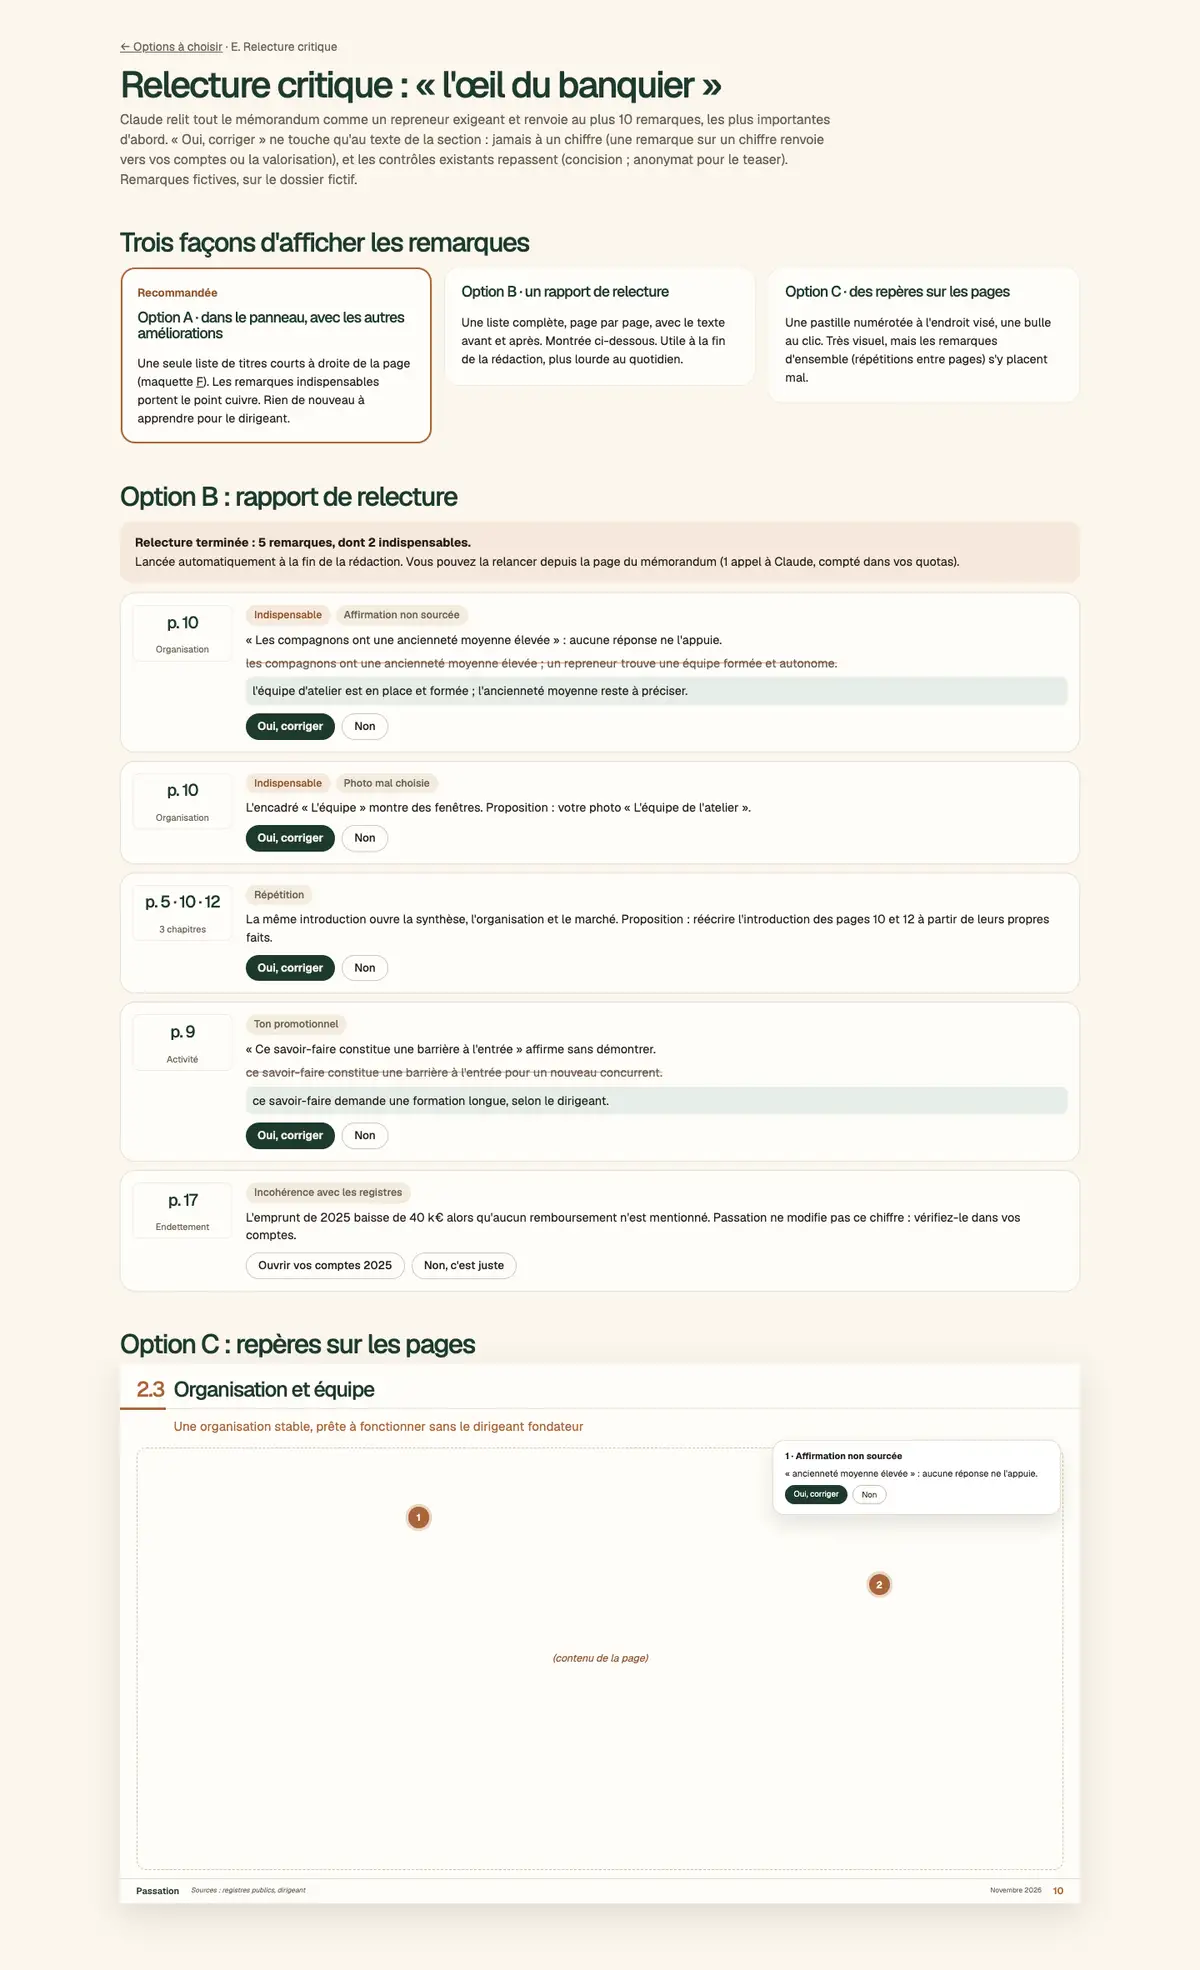 ← Options à choisir · E. Relecture critique
Relecture critique : « l'œil du banquier »
Claude relit tout le mémorandum comme un repreneur exigeant et renvoie au plus 10 remarques, les plus importantes
d'abord. « Oui, corriger » ne touche qu'au texte de la section : jamais à un chiffre (une remarque sur un chiffre renvoie
vers vos comptes ou la valorisation), et les contrôles existants repassent (concision ; anonymat pour le teaser).
Remarques fictives, sur le dossier fictif.
Trois façons d'afficher les remarques
Recommandée
Option A · dans le panneau, avec les autres
améliorations
Une seule liste de titres courts à droite de la page
(maquette F). Les remarques indispensables
portent le point cuivre. Rien de nouveau à
apprendre pour le dirigeant.
Option B · un rapport de relecture
Une liste complète, page par page, avec le texte
avant et après. Montrée ci-dessous. Utile à la fin
de la rédaction, plus lourde au quotidien.
Option C · des repères sur les pages
Une pastille numérotée à l'endroit visé, une bulle
au clic. Très visuel, mais les remarques
d'ensemble (répétitions entre pages) s'y placent
mal.
Option B : rapport de relecture
Relecture terminée : 5 remarques, dont 2 indispensables.
Lancée automatiquement à la fin de la rédaction. Vous pouvez la relancer depuis la page du mémorandum (1 appel à Claude, compté dans vos quotas).
p. 10
Organisation
Indispensable
Affirmation non sourcée
« Les compagnons ont une ancienneté moyenne élevée » : aucune réponse ne l'appuie.
les compagnons ont une ancienneté moyenne élevée ; un repreneur trouve une équipe formée et autonome.
l'équipe d'atelier est en place et formée ; l'ancienneté moyenne reste à préciser.
Oui, corriger
Non
p. 10
Organisation
Indispensable
Photo mal choisie
L'encadré « L'équipe » montre des fenêtres. Proposition : votre photo « L'équipe de l'atelier ».
Oui, corriger
Non
p. 5 · 10 · 12
3 chapitres
Répétition
La même introduction ouvre la synthèse, l'organisation et le marché. Proposition : réécrire l'introduction des pages 10 et 12 à partir de leurs propres
faits.
Oui, corriger
Non
p. 9
Activité
Ton promotionnel
« Ce savoir-faire constitue une barrière à l'entrée » affirme sans démontrer.
ce savoir-faire constitue une barrière à l'entrée pour un nouveau concurrent.
ce savoir-faire demande une formation longue, selon le dirigeant.
Oui, corriger
Non
p. 17
Endettement
Incohérence avec les registres
L'emprunt de 2025 baisse de 40 k€ alors qu'aucun remboursement n'est mentionné. Passation ne modifie pas ce chiffre : vérifiez-le dans vos
comptes.
Ouvrir vos comptes 2025
Non, c'est juste
Option C : repères sur les pages
2.3 Organisation et équipe
Une organisation stable, prête à fonctionner sans le dirigeant fondateur
1 · Affirmation non sourcée
« ancienneté moyenne élevée » : aucune réponse ne l'appuie.
Oui, corriger
Non
1
2
(contenu de la page)
Passation
Sources : registres publics, dirigeant
Novembre 2026
10